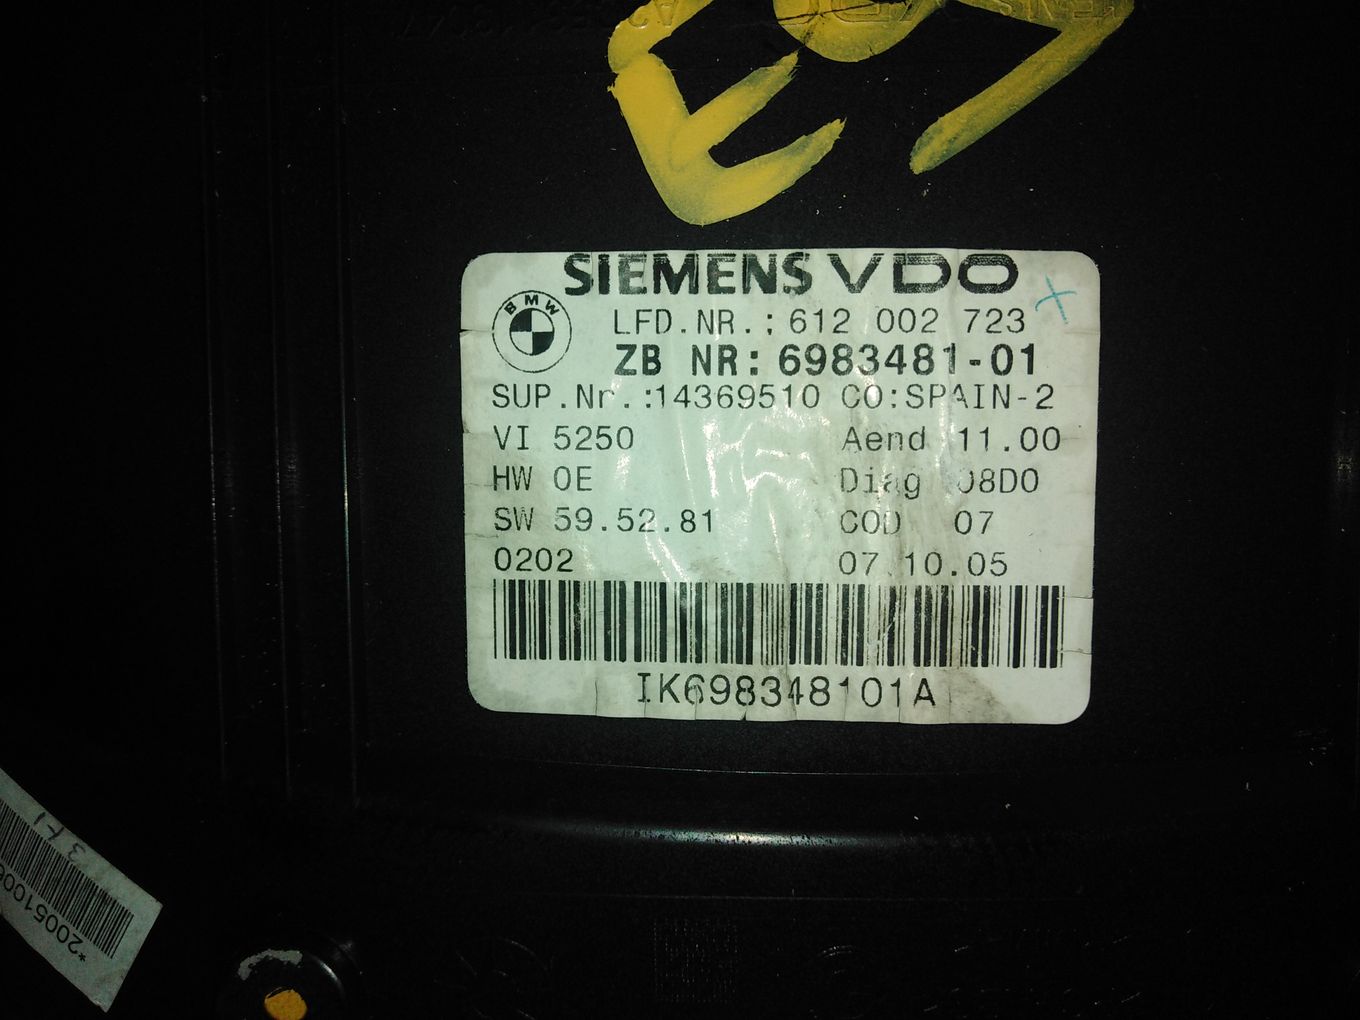 SIEMENS VDO
BMW
LFD.NR.: 612 002 723
ZB NR: 6983481-01
SUP.Nr.:14369510 CO:SPAIN-2
VI 5250 Aend 11.00
HW 0E Diag 08D0
SW 59.52.81 COD 07
0202 07.10.05
IK698348101A